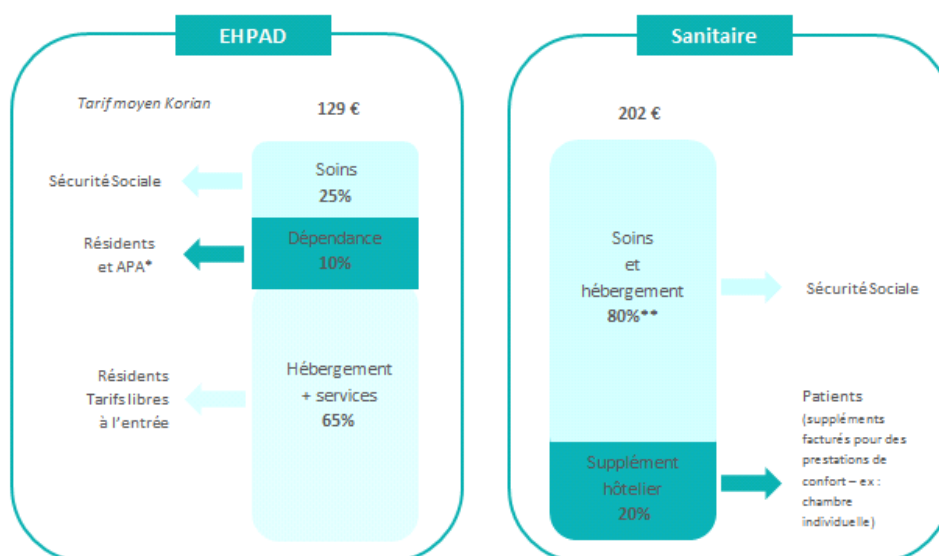 EHPAD
Tarif moyen Korian
129 €
Sécurité Sociale
Soins
25%
Résidents
et APA*
Dépendance
10%
Résidents
Tarifs libres
à l'entrée
Hébergement
+ services
65%
Sanitaire
202 €
Soins
et
hébergement
80%**
Sécurité Sociale
Supplément
hôtelier
20%
Patients
(suppléments
facturés pour des
prestations de
confort – ex :
chambre
individuelle)